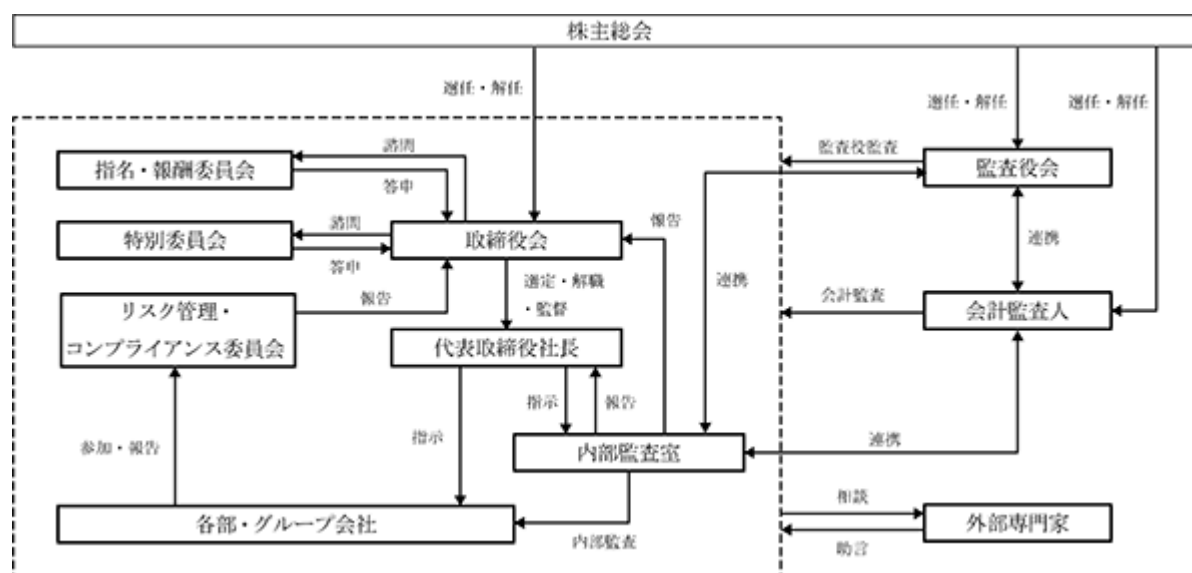 株主総会
選任・解任
選任・解任
選任・解任
諮問
指名・報酬委員会
答申
監査役監査
監査役会
諮問
特別委員会
取締役会
報告
答申
連携
連携
選定・解職
・監督
報告
リスク管理・
コンプライアンス委員会
会計監査
会計監査人
代表取締役社長
指示
報告
参加・報告
指示
内部監査室
連携
各部・グループ会社
内部監査
相談
外部専門家
助言